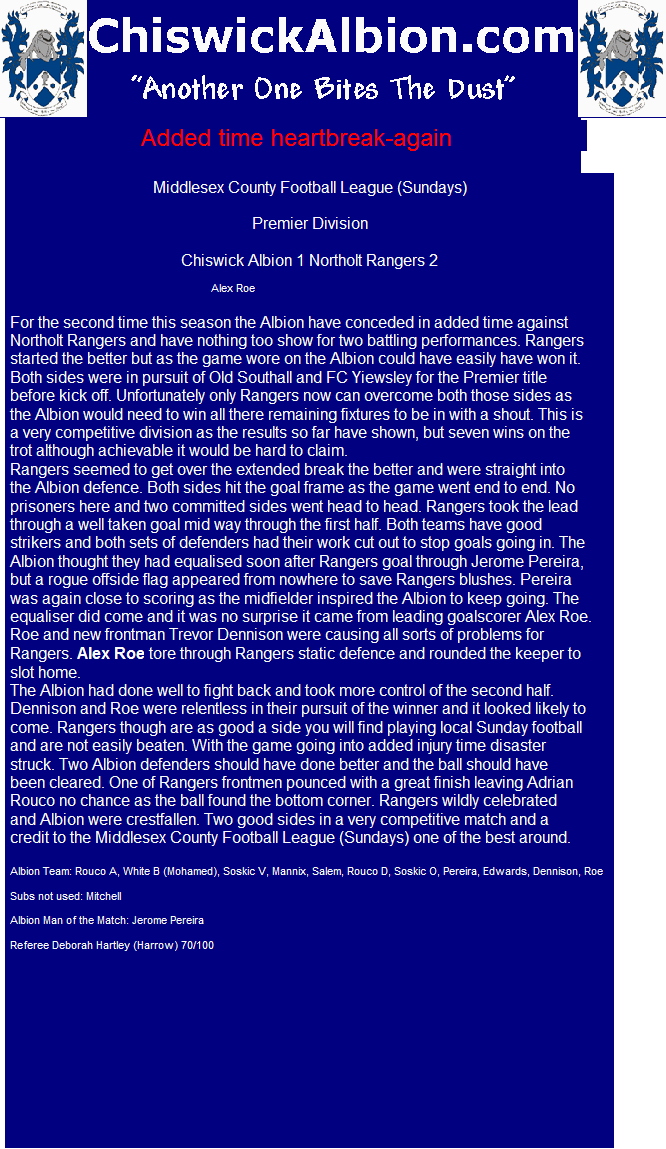 ChiswickAlbion.com
"Another One Bites The Dust"
Added time heartbreak-again
Middlesex County Football League (Sundays)
Premier Division
Chiswick Albion 1 Northolt Rangers 2
Alex Roe
For the second time this season the Albion have conceded in added time against
Northolt Rangers and have nothing too show for two battling performances. Rangers
started the better but as the game wore on the Albion could have easily have won it.
Both sides were in pursuit of Old Southall and FC Yiewsley for the Premier title
before kick off. Unfortunately only Rangers now can overcome both those sides as
the Albion would need to win all there remaining fixtures to be in with a shout. This is
a very competitive division as the results so far have shown, but seven wins on the
trot although achievable it would be hard to claim.
Rangers seemed to get over the extended break the better and were straight into
the Albion defence. Both sides hit the goal frame as the game went end to end. No
prisoners here and two committed sides went head to head. Rangers took the lead
through a well taken goal mid way through the first half. Both teams have good
strikers and both sets of defenders had their work cut out to stop goals going in. The
Albion thought they had equalised soon after Rangers goal through Jerome Pereira,
but a rogue offside flag appeared from nowhere to save Rangers blushes. Pereira
was again close to scoring as the midfielder inspired the Albion to keep going. The
equaliser did come and it was no surprise it came from leading goalscorer Alex Roe.
Roe and new frontman Trevor Dennison were causing all sorts of problems for
Rangers. Alex Roe tore through Rangers static defence and rounded the keeper to
slot home.
The Albion had done well to fight back and took more control of the second half.
Dennison and Roe were relentless in their pursuit of the winner and it looked likely to
come. Rangers though are as good a side you will find playing local Sunday football
and are not easily beaten. With the game going into added injury time disaster
struck. Two Albion defenders should have done better and the ball should have
been cleared. One of Rangers frontmen pounced with a great finish leaving Adrian
Rouco no chance as the ball found the bottom corner. Rangers wildly celebrated
and Albion were crestfallen. Two good sides in a very competitive match and a
credit to the Middlesex County Football League (Sundays) one of the best around.
Albion Team: Rouco A, White B (Mohamed), Soskic V, Mannix, Salem, Rouco D, Soskic O, Pereira, Edwards, Dennison, Roe
Subs not used: Mitchell
Albion Man of the Match: Jerome Pereira
Referee Deborah Hartley (Harrow) 70/100